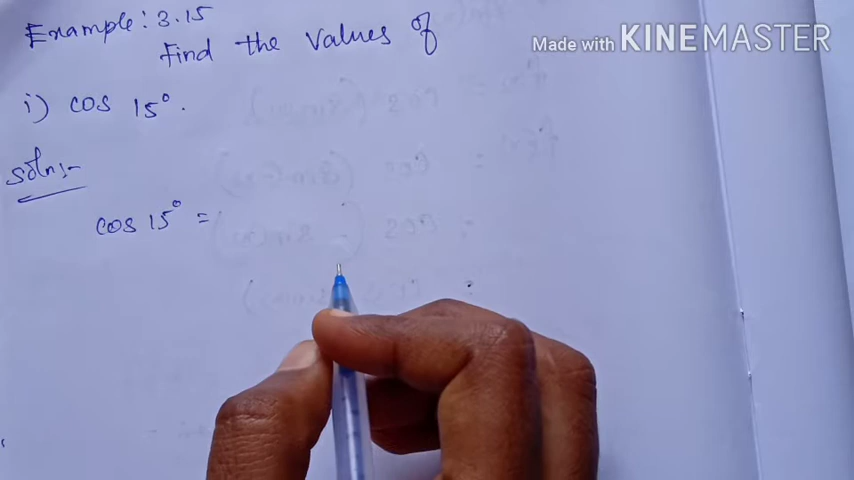 Example: 3.15
Made with KINEMASTER
Find the values of
i) cos 15°.
Soln:-
cos 15° =